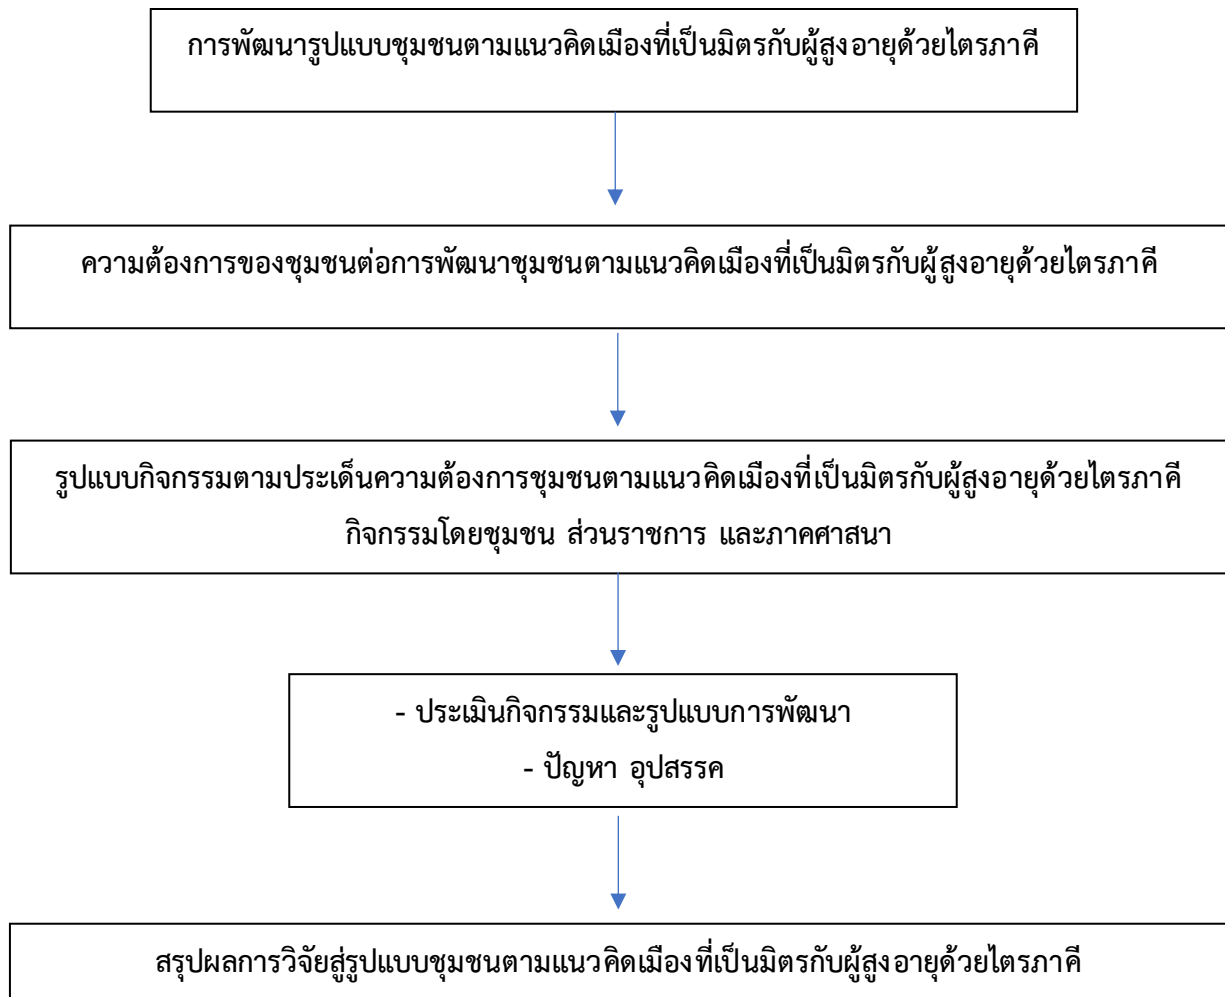 การพัฒนารูปแบบชุมชนตามแนวคิดเมืองที่เป็นมิตรกับผู้สูงอายุด้วยไตรภาคี
ความต้องการของชุมชนต่อการพัฒนาชุมชนตามแนวคิดเมืองที่เป็นมิตรกับผู้สูงอายุด้วยไตรภาคี
รูปแบบกิจกรรมตามประเด็นความต้องการชุมชนตามแนวคิดเมืองที่เป็นมิตรกับผู้สูงอายุด้วยไตรภาคี
กิจกรรมโดยชุมชน ส่วนราชการ และภาคศาสนา
- ประเมินกิจกรรมและรูปแบบการพัฒนา
- ปัญหา อุปสรรค
สรุปผลการวิจัยสู่รูปแบบชุมชนตามแนวคิดเมืองที่เป็นมิตรกับผู้สูงอายุด้วยไตรภาคี